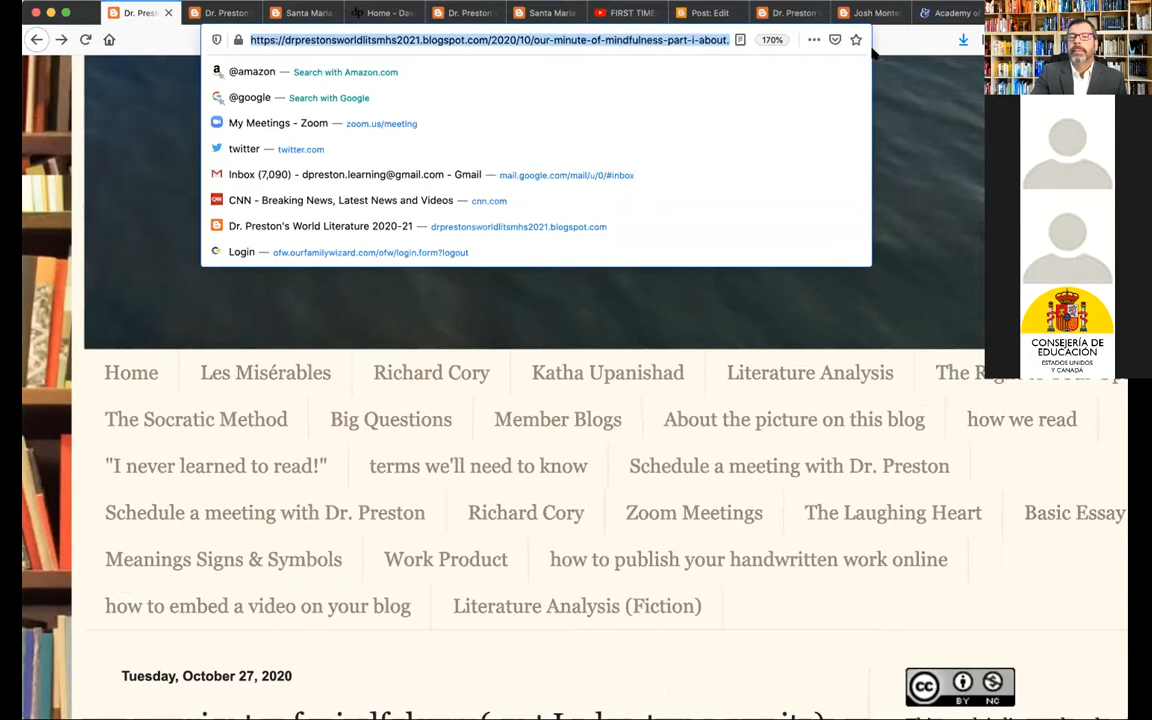 Dr. Prest
Dr. Preston'
Santa Maria
Home - Dav
Dr. Preston'
Santa Maria
FIRST TIME
Post: Edit
Dr. Preston'
Josh Monte
Academy o
https://drprestonsworldlitsmhs2021.blogspot.com/2020/10/our-minute-of-mindfulness-part-i-about.
170%
@amazon — Search with Amazon.com
@google — Search with Google
My Meetings - Zoom — zoom.us/meeting
twitter — twitter.com
Inbox (7,090) - dpreston.learning@gmail.com - Gmail — mail.google.com/mail/u/0/#inbox
CNN - Breaking News, Latest News and Videos — cnn.com
Dr. Preston's World Literature 2020-21 — drprestonsworldlitsmhs2021.blogspot.com
Login — ofw.ourfamilywizard.com/ofw/login.form?logout
CONSEJERÍA DE
EDUCACIÓN
ESTADOS UNIDOS
Y CANADÁ
Home Les Misérables Richard Cory Katha Upanishad Literature Analysis The
The Socratic Method Big Questions Member Blogs About the picture on this blog how we read
"I never learned to read!" terms we'll need to know Schedule a meeting with Dr. Preston
Schedule a meeting with Dr. Preston Richard Cory Zoom Meetings The Laughing Heart Basic Essay
Meanings Signs & Symbols Work Product how to publish your handwritten work online
how to embed a video on your blog Literature Analysis (Fiction)
Tuesday, October 27, 2020
cc BY NC